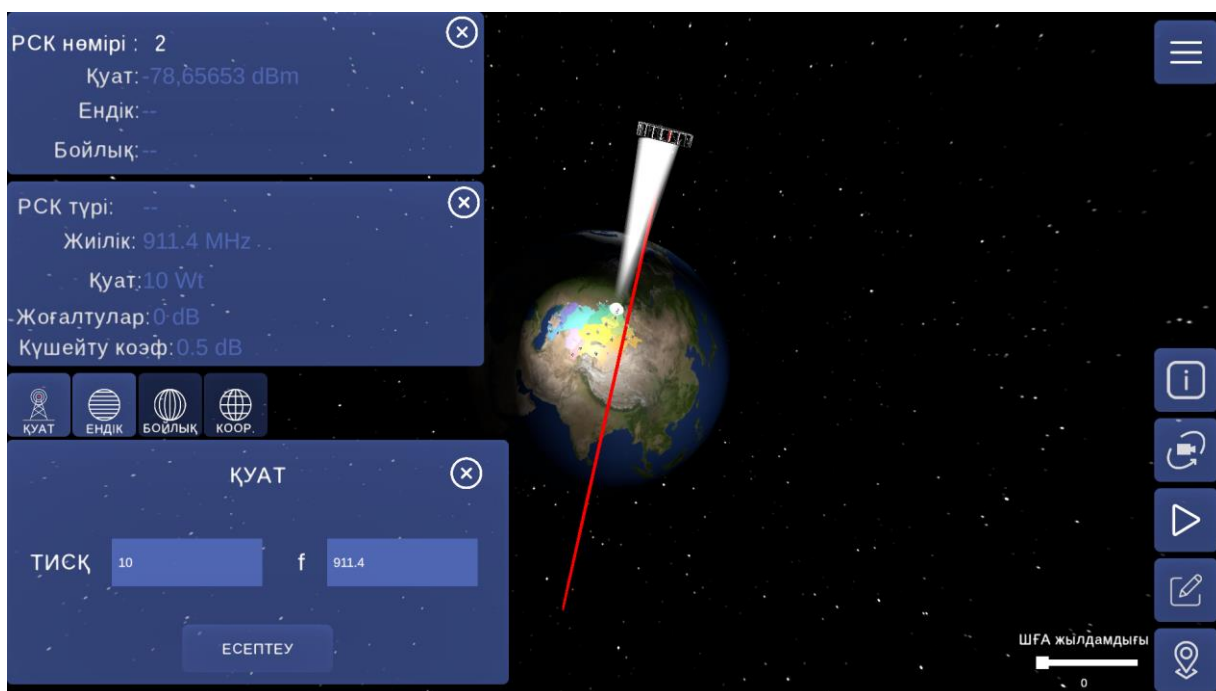 РСК нөмірі : 2
Қуат:-78,65653 dBm
Ендік:--
Бойлық:--
РСК түрі: --
Жиілік: 911.4 MHz
Қуат:10 Wt
Жоғалтулар:0 dB
Күшейту коэф:0.5 dB
ҚУАТ ЕНДІК БОЙЛЫҚ КООР.
ҚУАТ
ТИСҚ 10 f 911.4
ЕСЕПТЕУ
i
ШҒА жылдамдығы
0